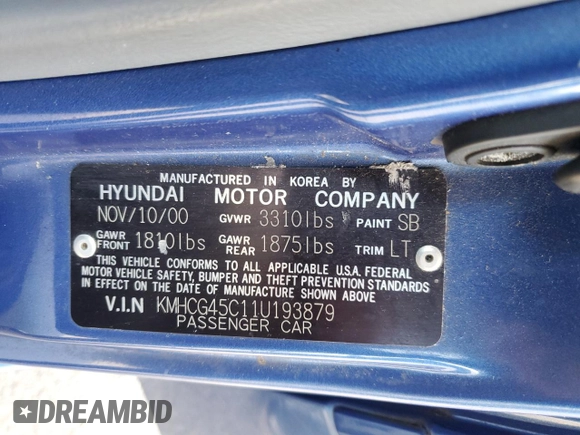 MANUFACTURED IN KOREA BY
HYUNDAI MOTOR COMPANY
NOV/10/00 GVWR 3310lbs PAINT SB
GAWR FRONT 1810lbs GAWR REAR 1875lbs TRIM LT
THIS VEHICLE CONFORMS TO ALL APPLICABLE U.S.A. FEDERAL
MOTOR VEHICLE SAFETY, BUMPER AND THEFT PREVENTION STANDARDS
IN EFFECT ON THE DATE OF MANUFACTURE SHOWN ABOVE
V.I.N KMHCG45C11U193879
PASSENGER CAR
DREAMBID